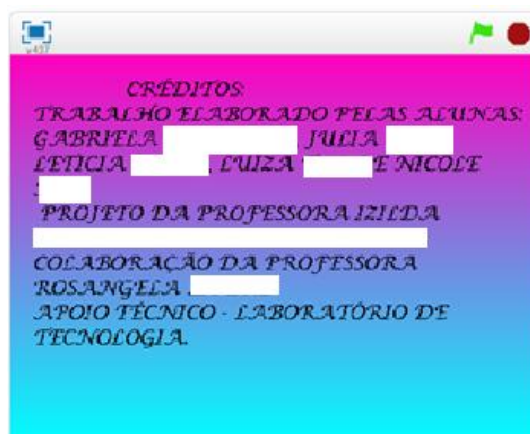 v437
CRÉDITOS:
TRABALHO ELABORADO PELAS ALUNAS:
GABRIELA , JULIA
LETICIA , LUIZA E NICOLE
PROJETO DA PROFESSORA IZILDA
COLABORAÇÃO DA PROFESSORA
ROSANGELA
APOIO TÉCNICO - LABORATÓRIO DE
TECNOLOGIA.